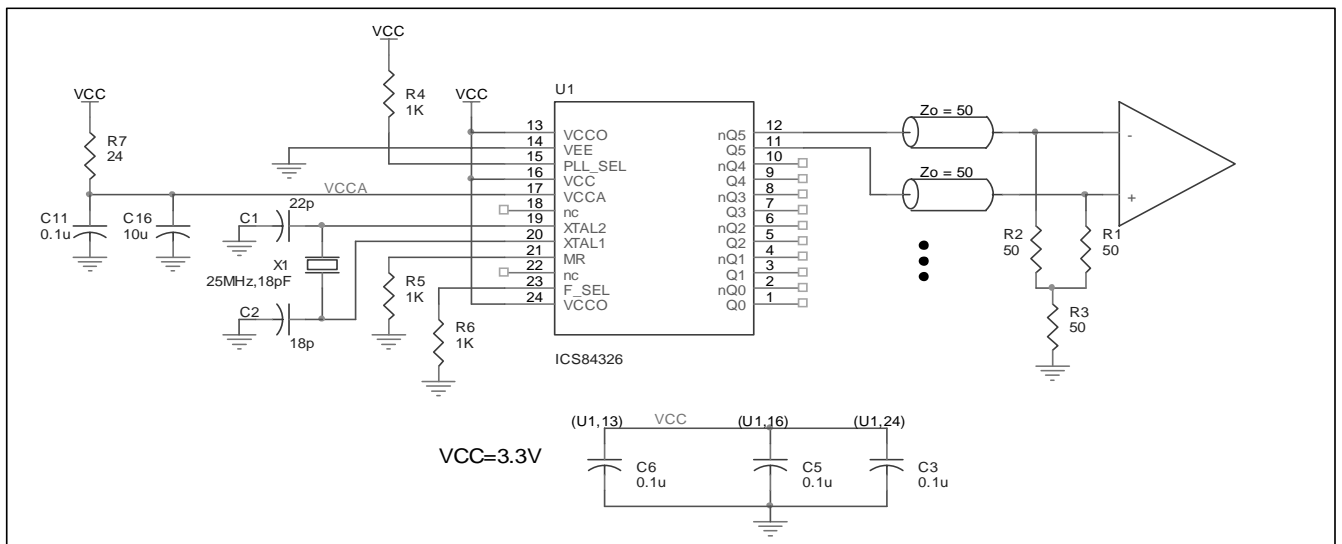 VCC
VCC
R7
24
R4
1K
VCC
VCCA
C11
0.1u
C16
10u
C1
22p
X1
25MHz,18pF
C2
18p
R5
1K
R6
1K
U1
13 VCCO
14 VEE
15 PLL_SEL
16 VCC
17 VCCA
18 nc
19 XTAL2
20 XTAL1
21 MR
22 nc
23 F_SEL
24 VCCO
nQ5 12
Q5 11
nQ4 10
Q4 9
nQ3 8
Q3 7
nQ2 6
Q2 5
nQ1 4
Q1 3
nQ0 2
Q0 1
ICS84326
Zo = 50
Zo = 50
-
+
R2
50
R1
50
R3
50
VCC=3.3V
(U1,13) VCC (U1,16) (U1,24)
C6
0.1u
C5
0.1u
C3
0.1u